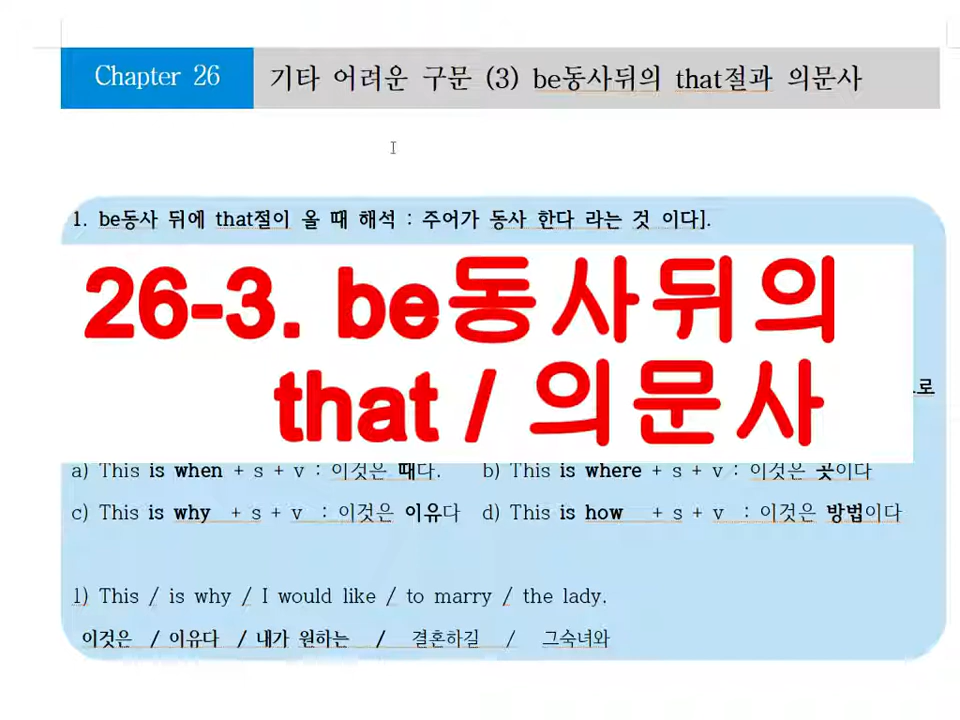 Chapter 26 기타 어려운 구문 (3) be동사뒤의 that절과 의문사
1. be동사 뒤에 that절이 올 때 해석 : 주어가 동사 한다 라는 것 이다].
26-3. be동사뒤의
that / 의문사
로
a) This is when + s + v : 이것은 때다. b) This is where + s + v : 이것은 곳이다
c) This is why + s + v : 이것은 이유다 d) This is how + s + v : 이것은 방법이다
1) This / is why / I would like / to marry / the lady.
이것은 / 이유다 / 내가 원하는 / 결혼하길 / 그숙녀와